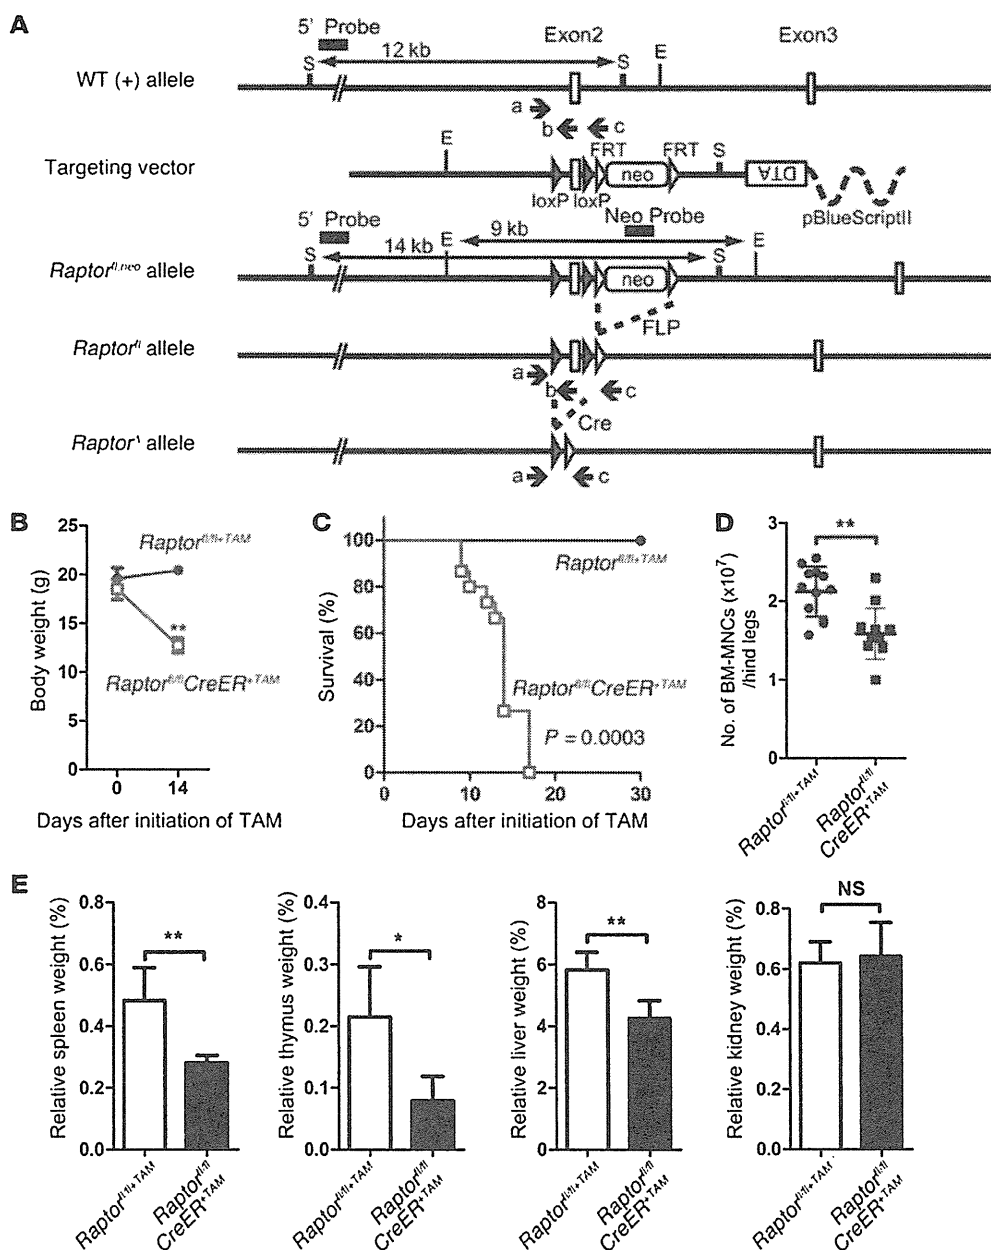 A
5' Probe
Exon2
Exon3
12 kb
S
S
E
WT (+) allele
a
b
c
Targeting vector
E
FRT
FRT
S
neo
DTA
loxP
loxP
pBlueScriptII
5' Probe
Neo Probe
9 kb
E
E
S
14 kb
S
Raptor fl,neo allele
neo
FLP
Raptor fl allele
a
b
c
Cre
Raptor allele
a
c
B
25
20
15
10
5
0
Body weight (g)
Raptor fl/fl+TAM
**
Raptor fl/fl CreER+TAM
0
14
Days after initiation of TAM
C
100
80
60
40
20
0
Survival (%)
Raptor fl/fl+TAM
Raptor fl/fl CreER+TAM
P = 0.0003
0
10
20
30
Days after initiation of TAM
D
3
2
1
0
No. of BM-MNCs (x10^7)
/hind legs
**
Raptor fl/fl+TAM
Raptor fl/fl
CreER+TAM
E
0.8
0.6
0.4
0.2
0.0
Relative spleen weight (%)
**
Raptor fl/fl+TAM
Raptor fl/fl
CreER+TAM
0.4
0.3
0.2
0.1
0.0
Relative thymus weight (%)
*
Raptor fl/fl+TAM
Raptor fl/fl
CreER+TAM
8
6
4
2
0
Relative liver weight (%)
**
Raptor fl/fl+TAM
Raptor fl/fl
CreER+TAM
0.8
0.6
0.4
0.2
0.0
Relative kidney weight (%)
NS
Raptor fl/fl+TAM
Raptor fl/fl
CreER+TAM